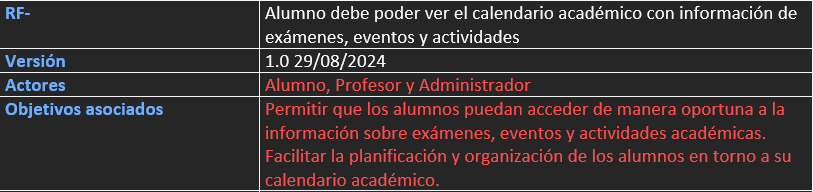 RF- Alumno debe poder ver el calendario académico con información de
exámenes, eventos y actividades
Versión 1.0 29/08/2024
Actores Alumno, Profesor y Administrador
Objetivos asociados Permitir que los alumnos puedan acceder de manera oportuna a la
información sobre exámenes, eventos y actividades académicas.
Facilitar la planificación y organización de los alumnos en torno a su
calendario académico.